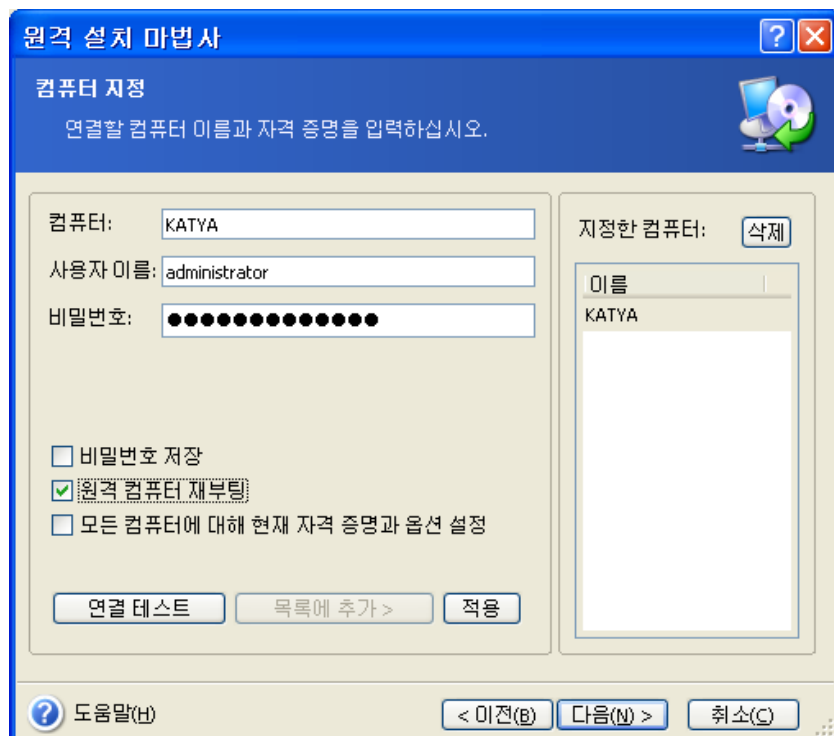 원격 설치 마법사
컴퓨터 지정
연결할 컴퓨터 이름과 자격 증명을 입력하십시오.
컴퓨터: KATYA
사용자 이름: administrator
비밀번호: ●●●●●●●●●●●●●
비밀번호 저장
원격 컴퓨터 재부팅
모든 컴퓨터에 대해 현재 자격 증명과 옵션 설정
연결 테스트 목록에 추가 > 적용
지정한 컴퓨터: 삭제
이름
KATYA
도움말(H) < 이전(B) 다음(N) > 취소(C)